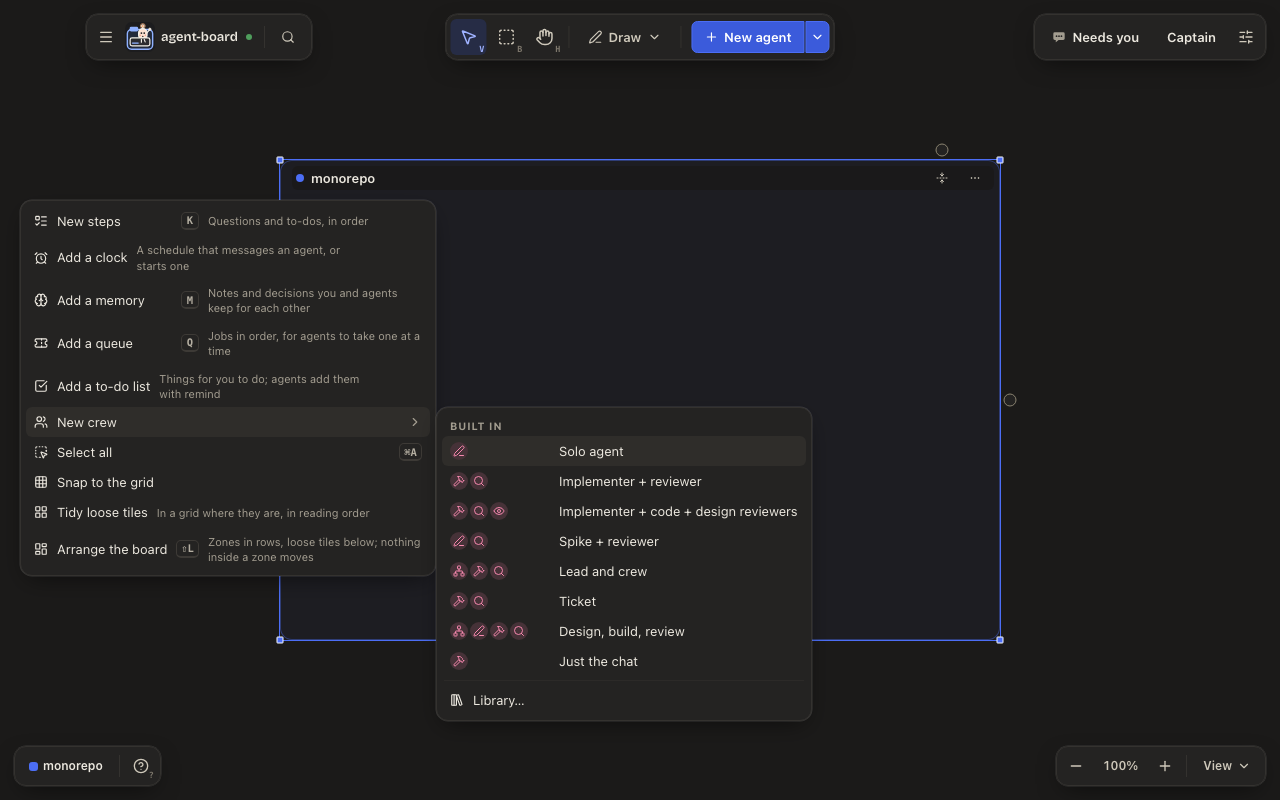 agent-board
V
B
H
Draw
New agent
Needs you
Captain
monorepo
New steps K Questions and to-dos, in order
Add a clock A schedule that messages an agent, or
starts one
Add a memory M Notes and decisions you and agents
keep for each other
Add a queue Q Jobs in order, for agents to take one at a
time
Add a to-do list Things for you to do; agents add them
with remind
New crew
Select all ⌘A
Snap to the grid
Tidy loose tiles In a grid where they are, in reading order
Arrange the board ⇧L Zones in rows, loose tiles below; nothing
inside a zone moves
BUILT IN
Solo agent
Implementer + reviewer
Implementer + code + design reviewers
Spike + reviewer
Lead and crew
Ticket
Design, build, review
Just the chat
Library...
monorepo
?
100%
View